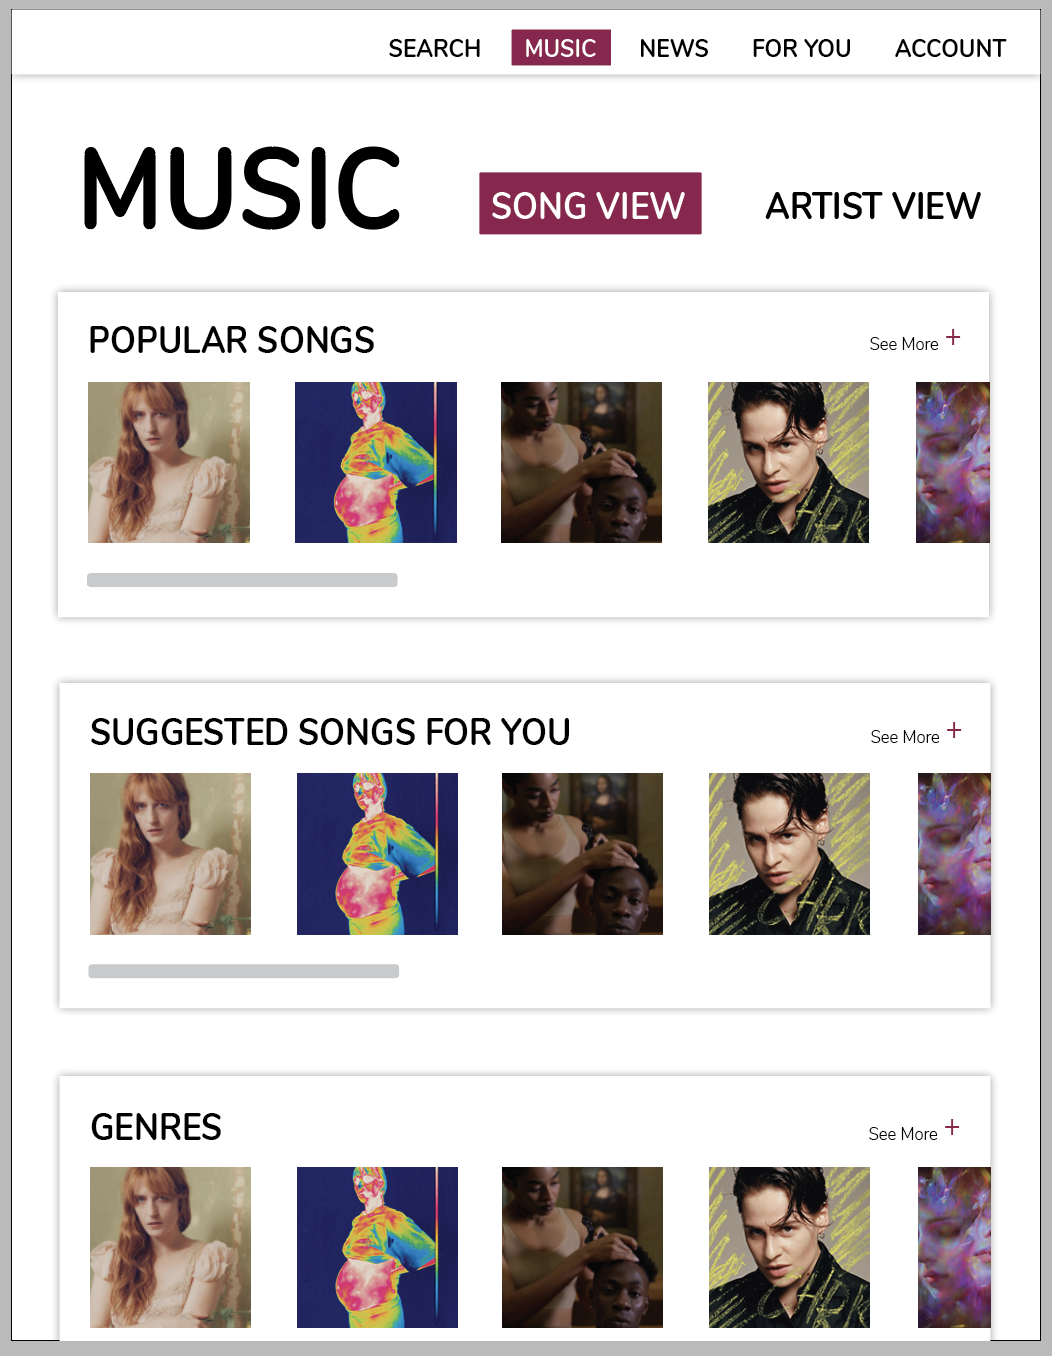 SEARCH MUSIC NEWS FOR YOU ACCOUNT
MUSIC SONG VIEW ARTIST VIEW
POPULAR SONGS See More +
SUGGESTED SONGS FOR YOU See More +
GENRES See More +